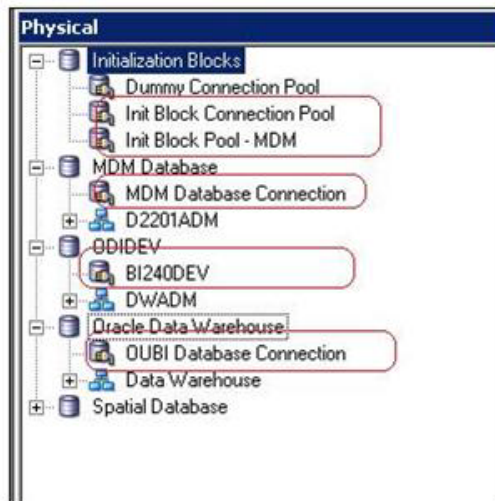 Physical
Initialization Blocks
Dummy Connection Pool
Init Block Connection Pool
Init Block Pool - MDM
MDM Database
MDM Database Connection
D2201ADM
ODIDEV
BI240DEV
DWADM
Oracle Data Warehouse
OUBI Database Connection
Data Warehouse
Spatial Database